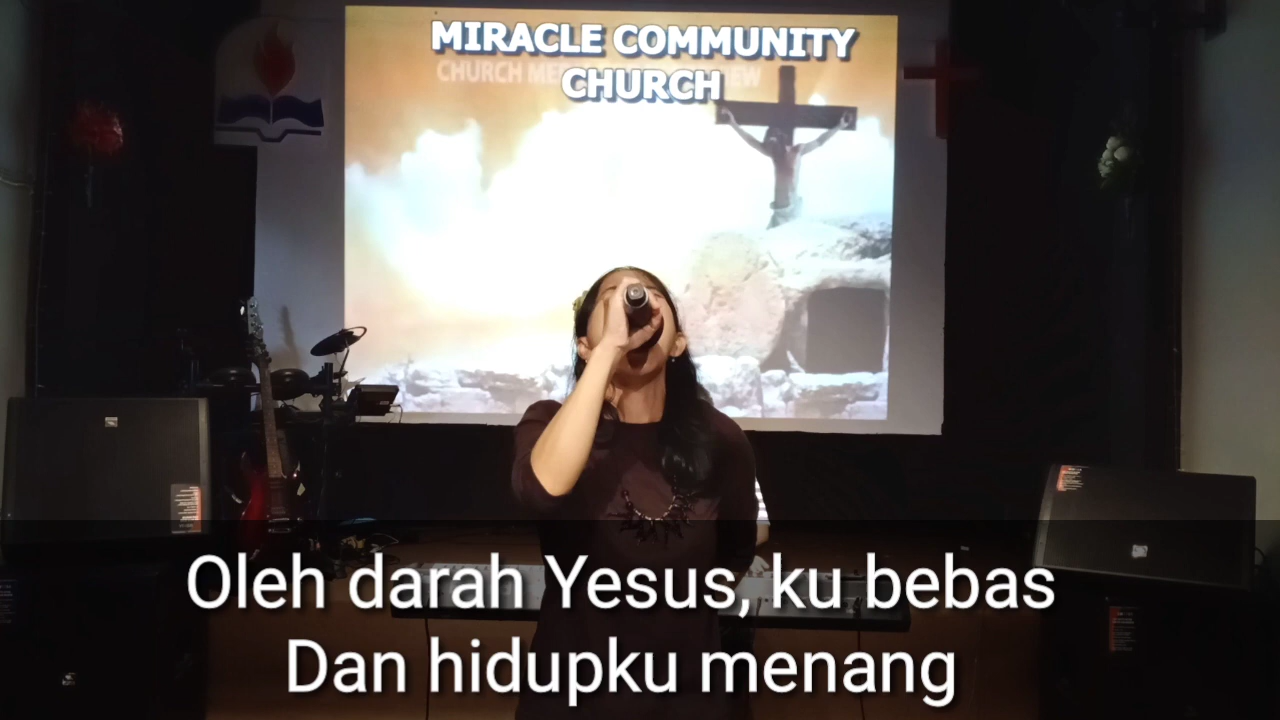 MIRACLE COMMUNITY
CHURCH
Oleh darah Yesus, ku bebas
Dan hidupku menang